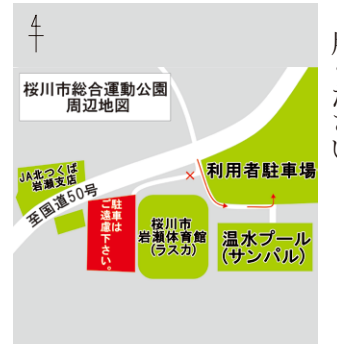 桜川市総合運動公園
周辺地図
JA北つくば
岩瀬支店
至国道50号
利用者駐車場
駐車は
ご遠慮下さい。
桜川市
岩瀬体育館
(ラスカ)
温水プール
(サンパル)
ださい